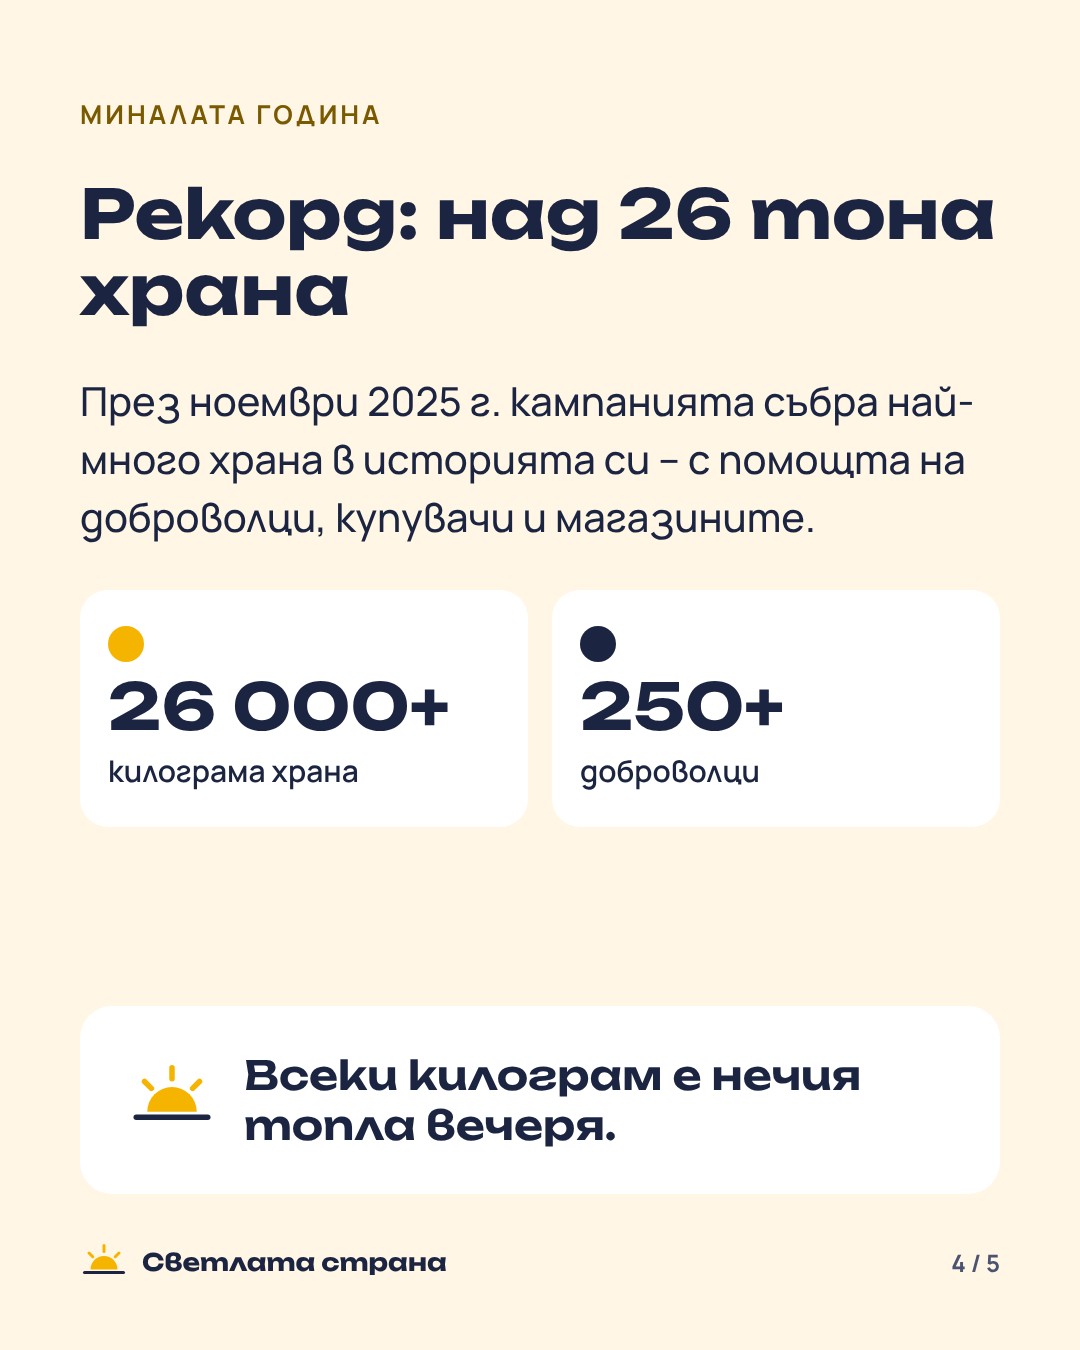 МИНАЛАТА ГОДИНА
Рекорд: над 26 тона
храна
През ноември 2025 г. кампанията събра най-
много храна в историята си – с помощта на
доброволци, купувачи и магазините.
26 000+
килограма храна
250+
доброволци
Всеки килограм е нечия
топла вечеря.
Светлата страна
4 / 5